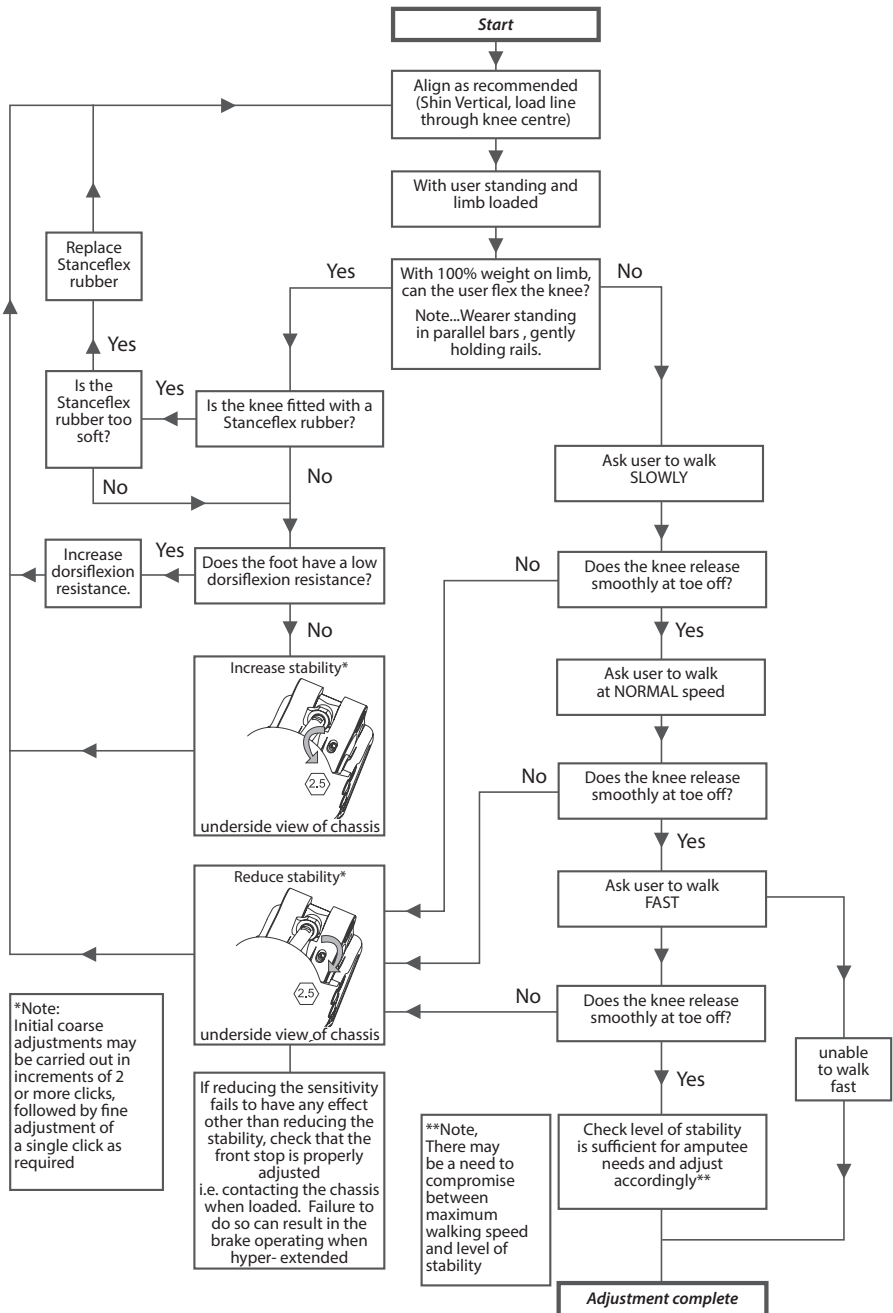 Start
Align as recommended
(Shin Vertical, load line
through knee centre)
With user standing and
limb loaded
With 100% weight on limb,
can the user flex the knee?
Note...Wearer standing
in parallel bars , gently
holding rails.
Yes
No
Replace
Stanceflex
rubber
Yes
Is the
Stanceflex
rubber too
soft?
Yes
Is the knee fitted with a
Stanceflex rubber?
No
No
Ask user to walk
SLOWLY
Increase
dorsiflexion
resistance.
Yes
Does the foot have a low
dorsiflexion resistance?
No
No
Does the knee release
smoothly at toe off?
Yes
Increase stability*
2.5
underside view of chassis
Ask user to walk
at NORMAL speed
No
Does the knee release
smoothly at toe off?
Yes
Reduce stability*
2.5
underside view of chassis
Ask user to walk
FAST
No
Does the knee release
smoothly at toe off?
Yes
unable
to walk
fast
*Note:
Initial coarse
adjustments may
be carried out in
increments of 2
or more clicks,
followed by fine
adjustment of
a single click as
required
If reducing the sensitivity
fails to have any effect
other than reducing the
stability, check that the
front stop is properly
adjusted
i.e. contacting the chassis
when loaded.  Failure to
do so can result in the
brake operating when
hyper- extended
**Note,
There may
be a need to
compromise
between
maximum
walking speed
and level of
stability
Check level of stability
is sufficient for amputee
needs and adjust
accordingly**
Adjustment complete